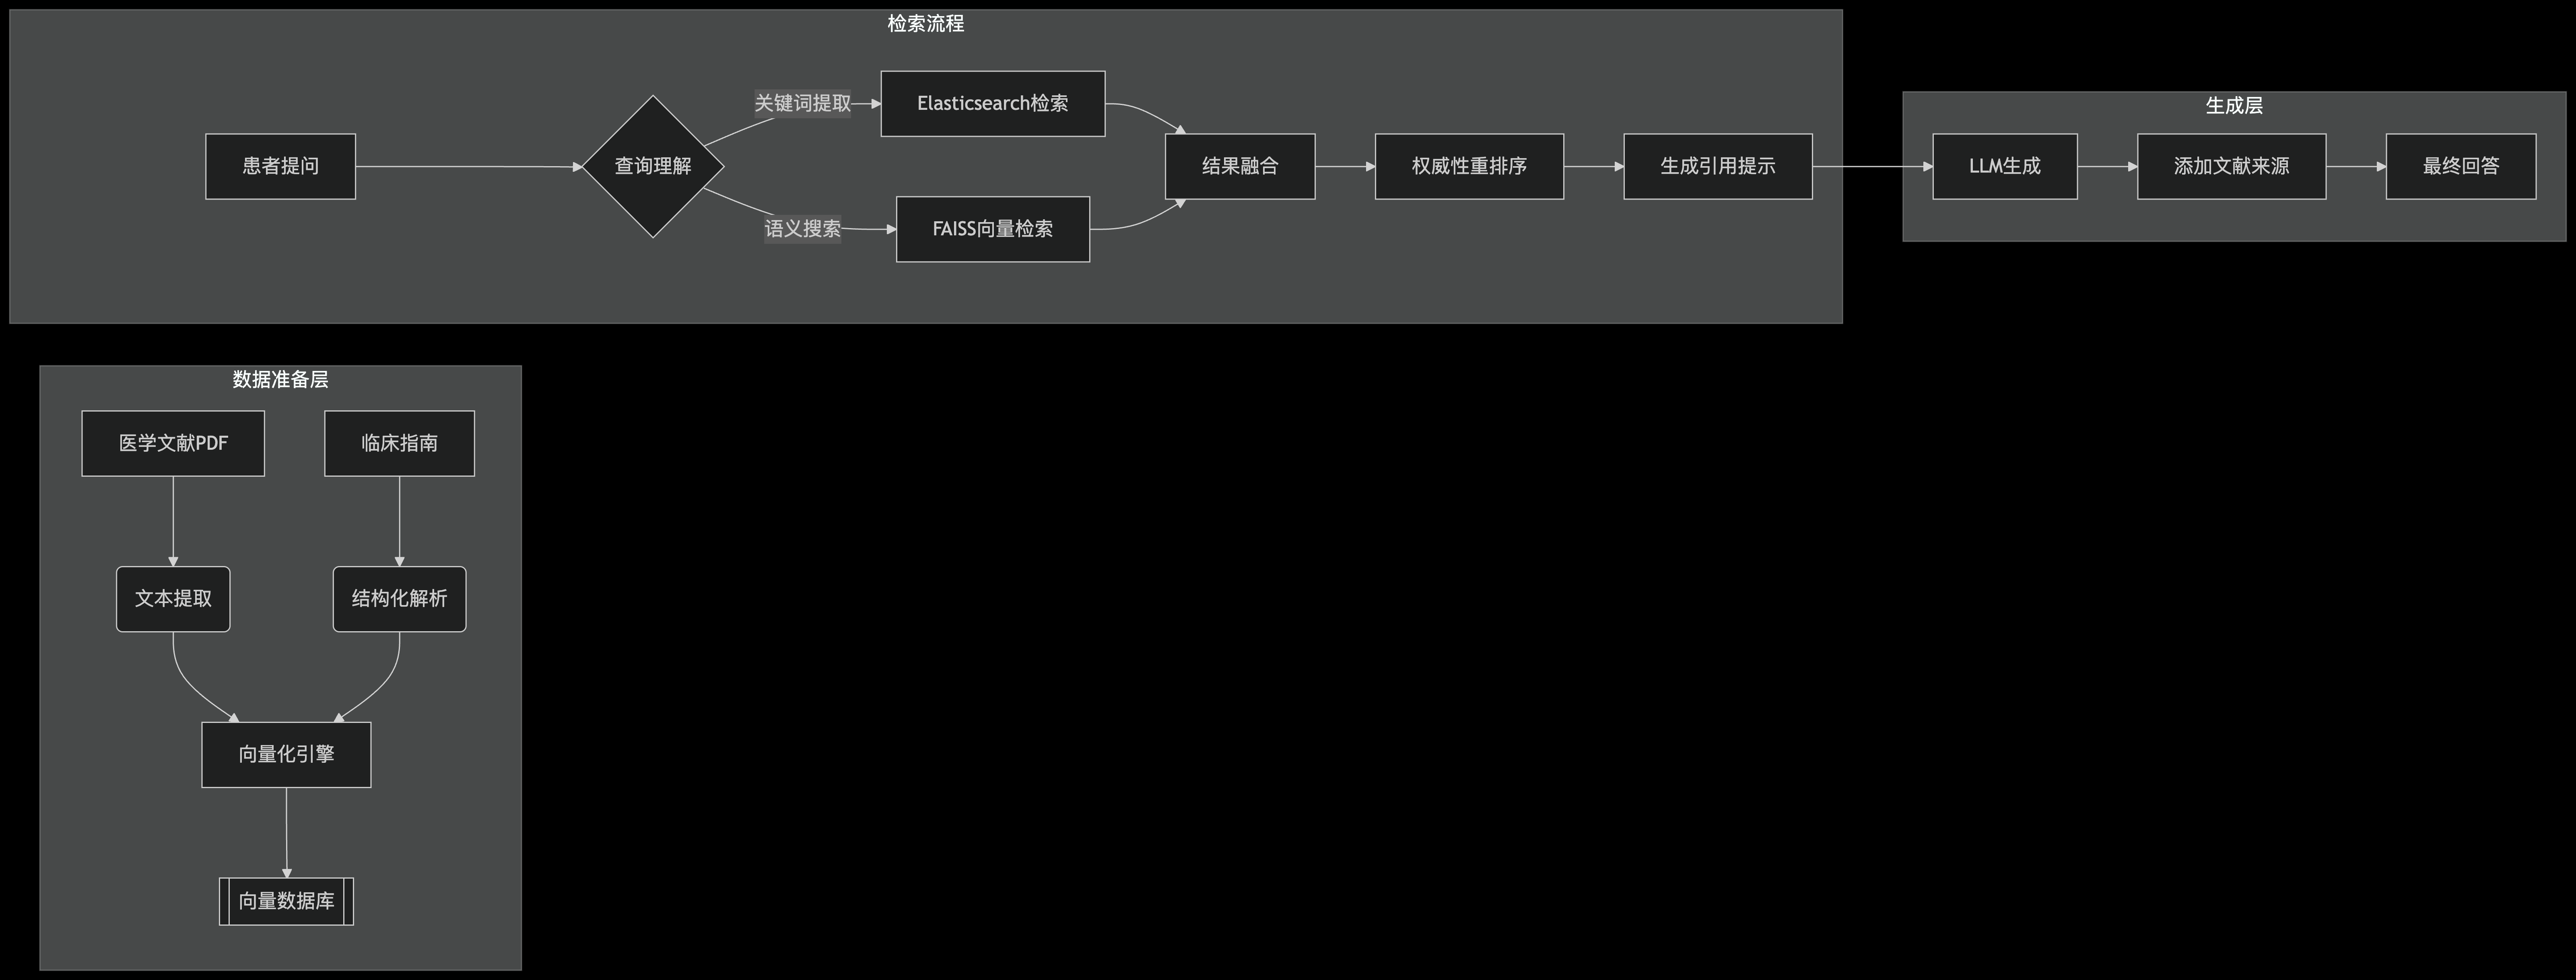 检索流程
患者提问
查询理解
关键词提取
语义搜索
Elasticsearch检索
FAISS向量检索
结果融合
权威性重排序
生成引用提示
生成层
LLM生成
添加文献来源
最终回答
数据准备层
医学文献PDF
临床指南
文本提取
结构化解析
向量化引擎
向量数据库